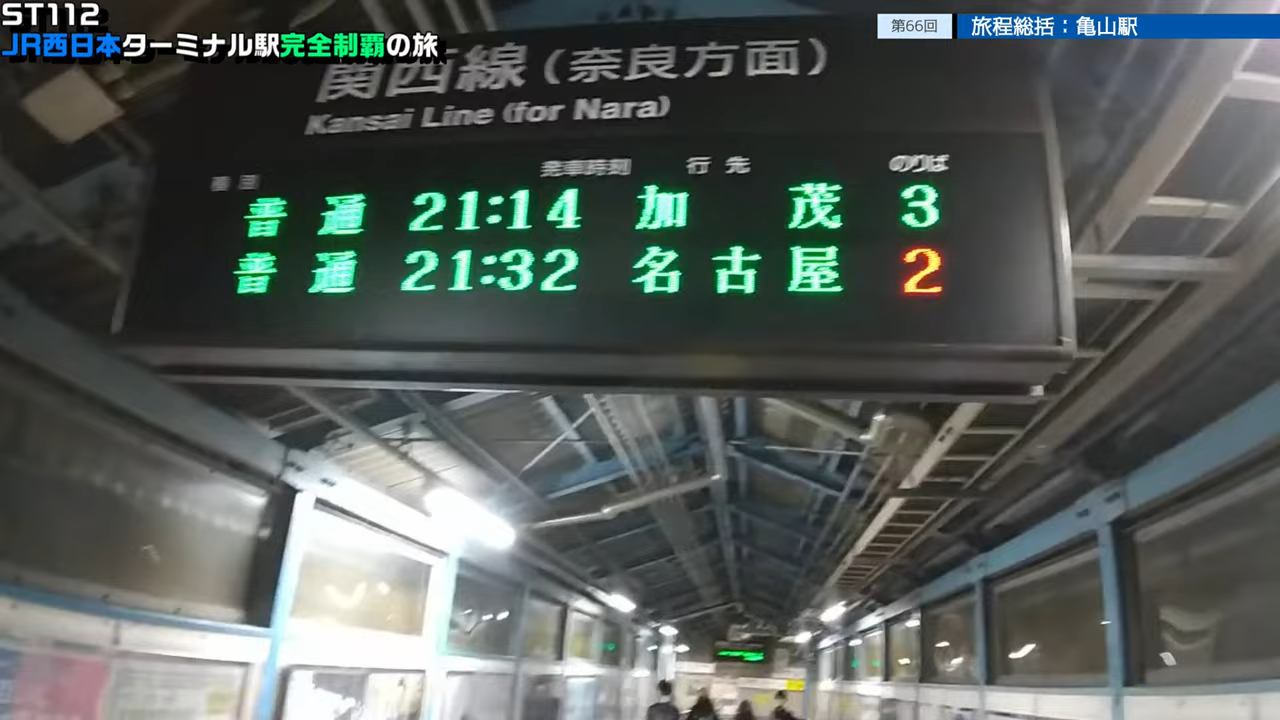 ST112
JR西日本ターミナル駅完全制覇の旅
第66回
旅程総括：亀山駅
関西線（奈良方面）
Kansai Line (for Nara)
種別 発車時刻 行先 のりば
普通 21:14 加茂 3
普通 21:32 名古屋 2